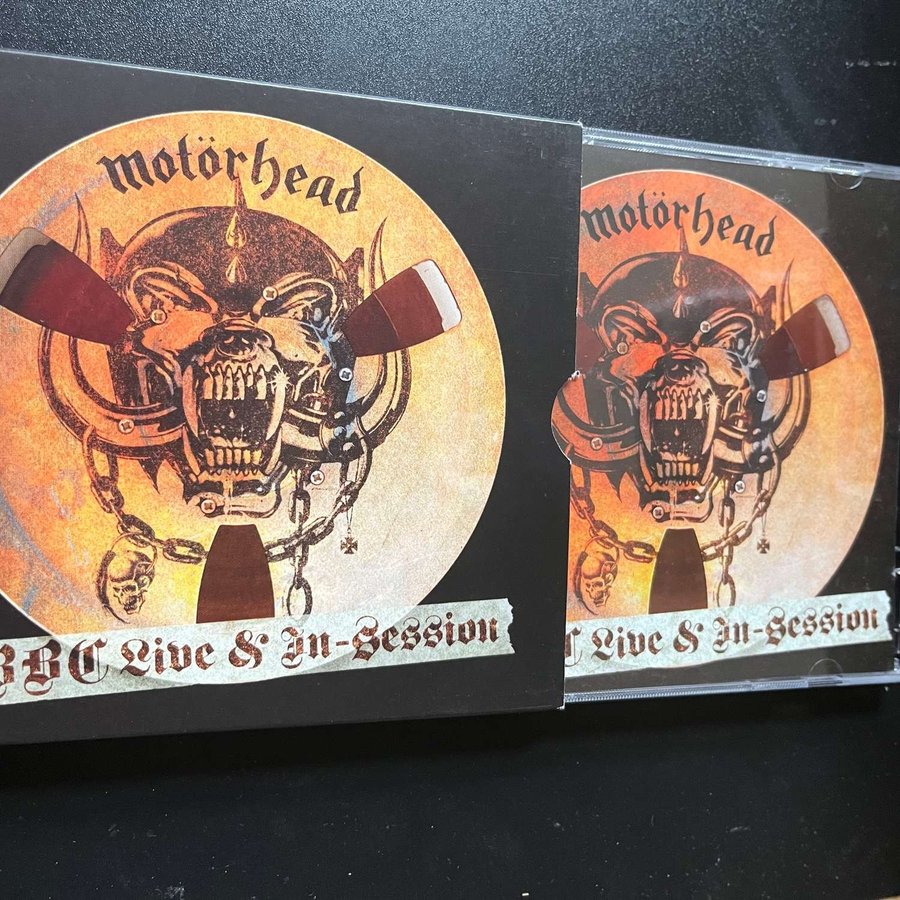 motörhead
BBC Live & In-Session
motörhead
C Live & In-Session